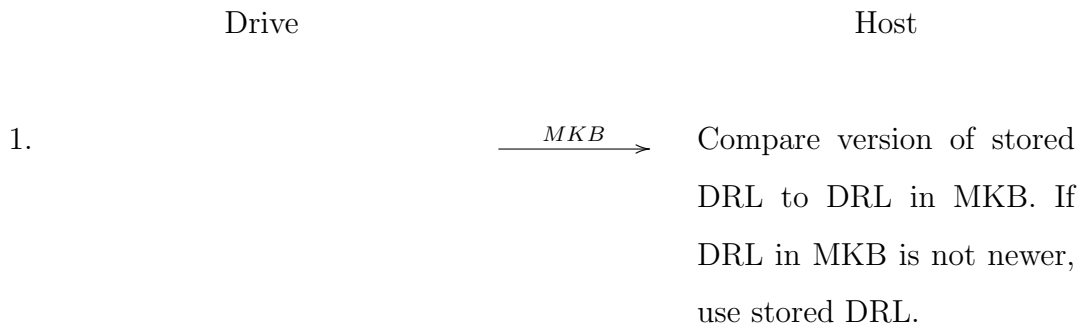 Drive Host
1. MKB Compare version of stored
DRL to DRL in MKB. If
DRL in MKB is not newer,
use stored DRL.